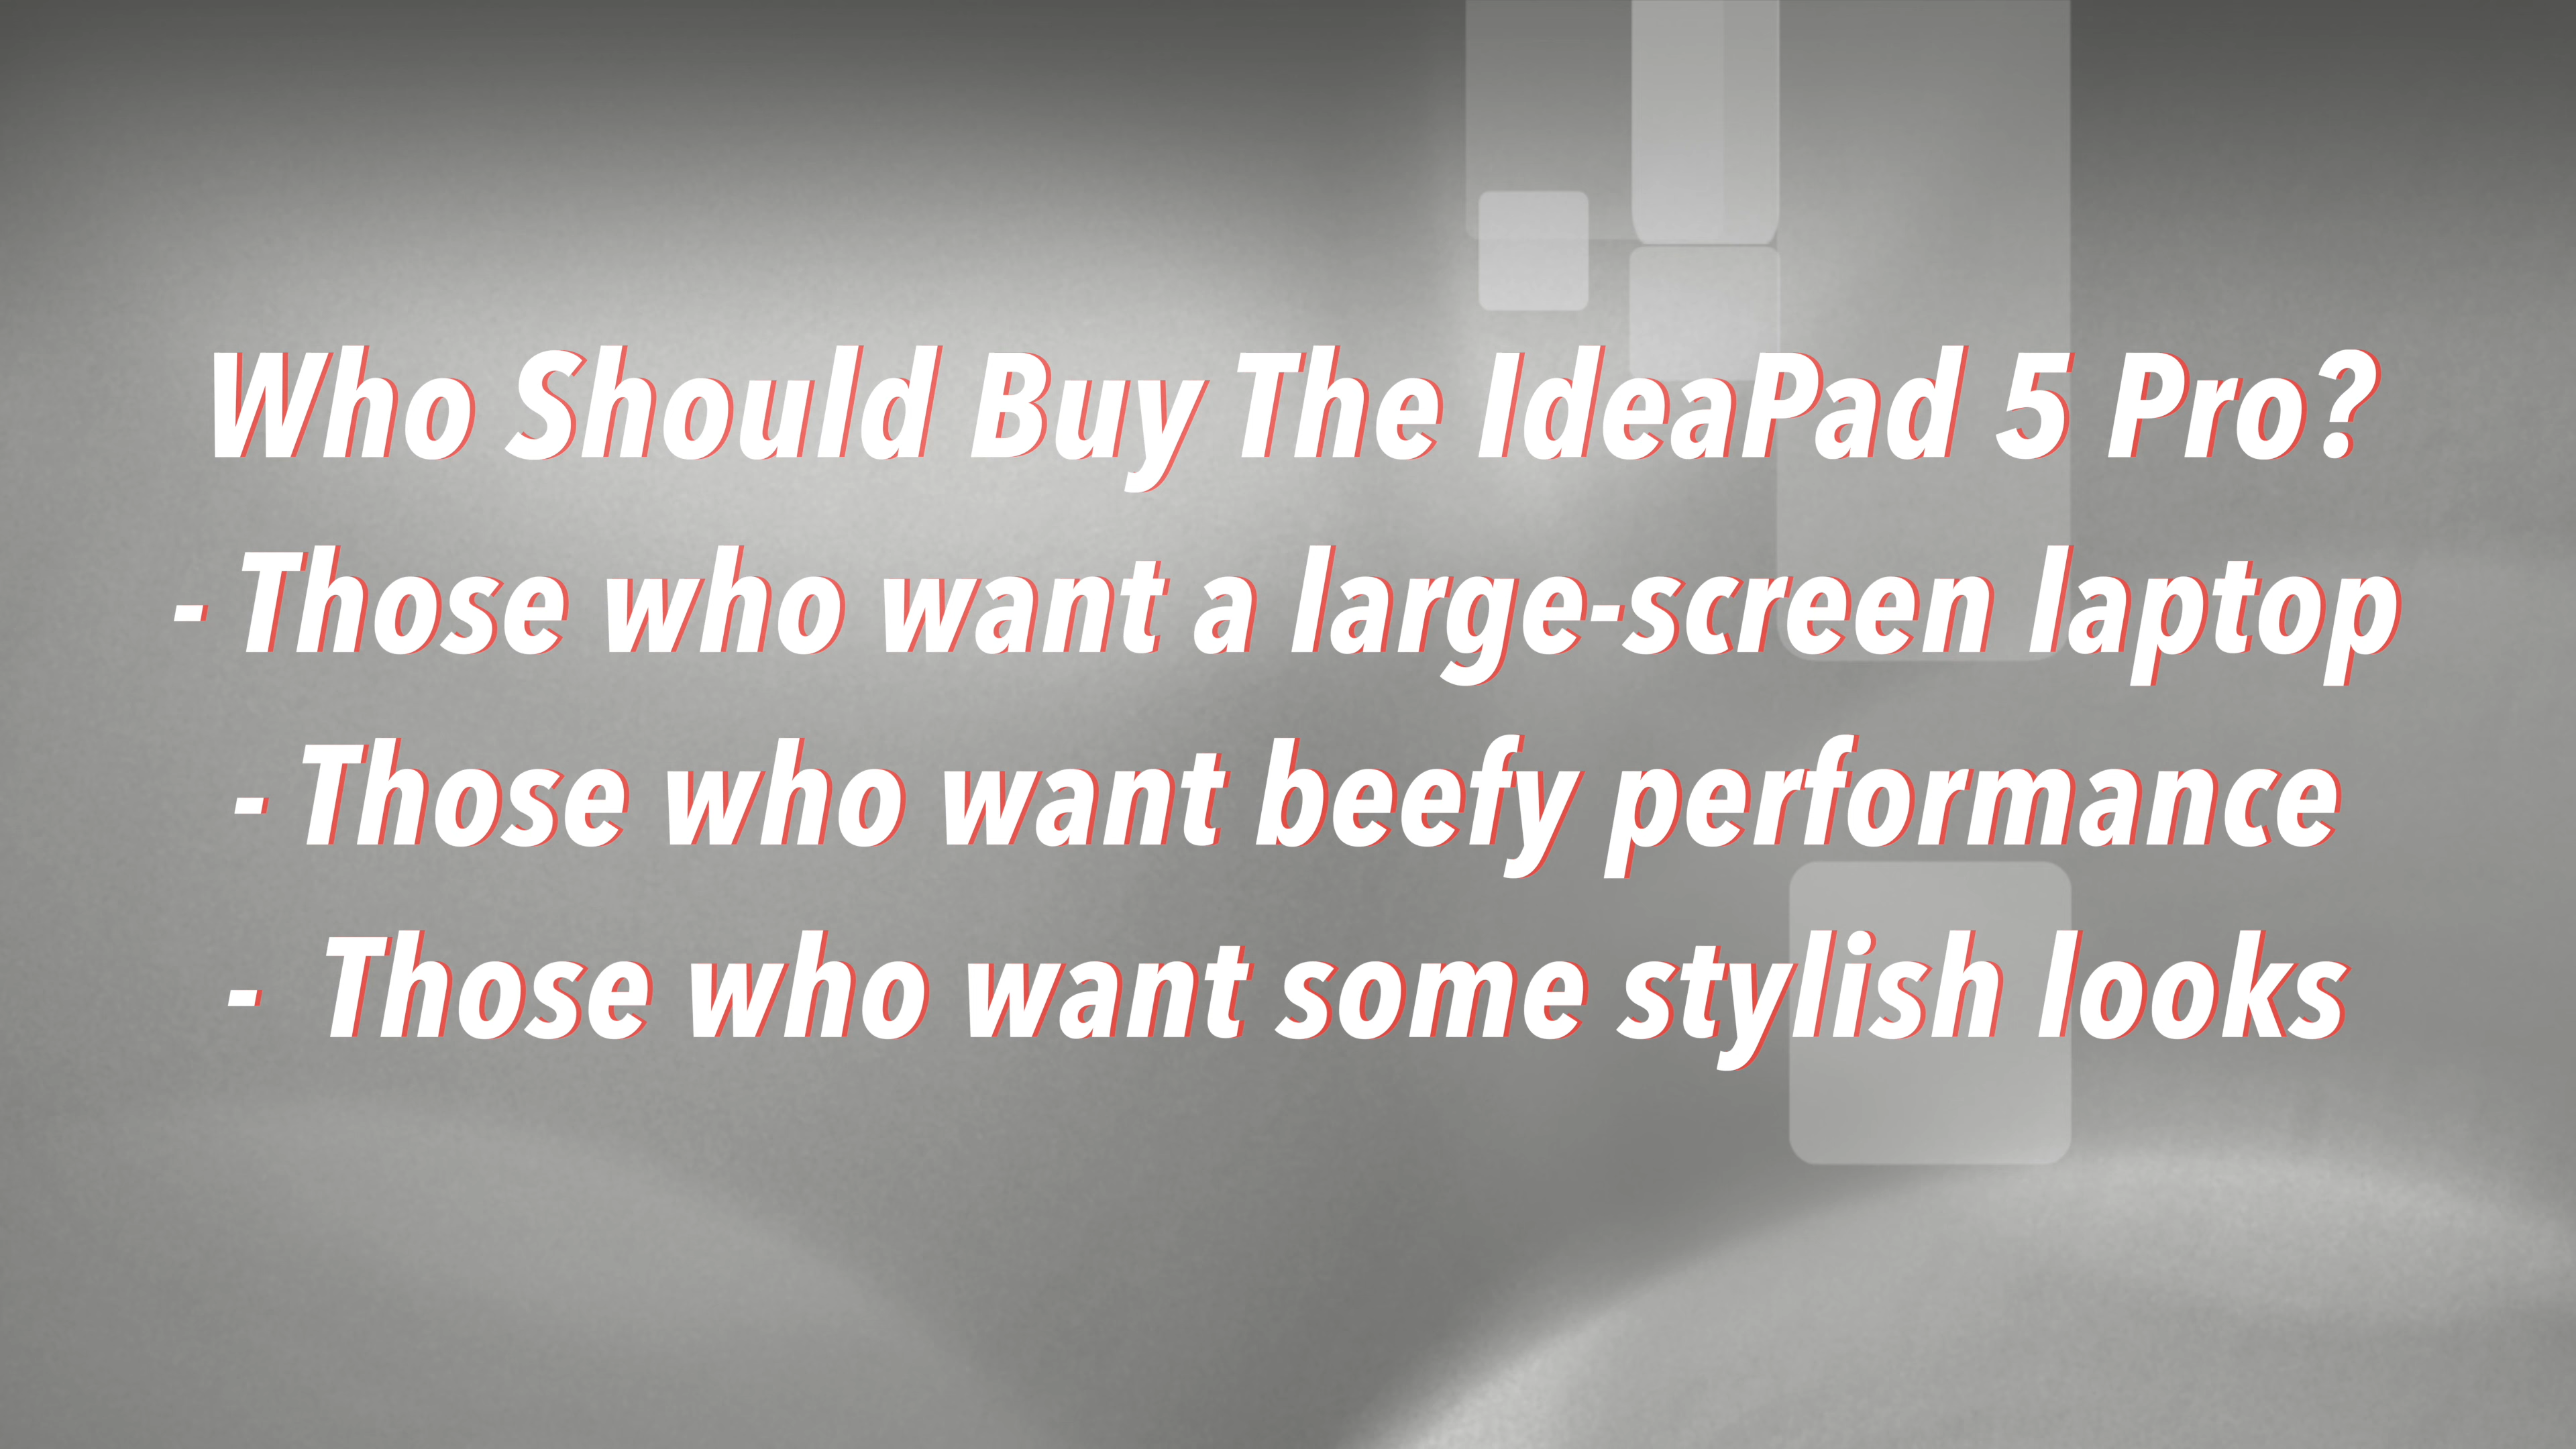 Who Should Buy The IdeaPad 5 Pro?
- Those who want a large-screen laptop
- Those who want beefy performance
- Those who want some stylish looks